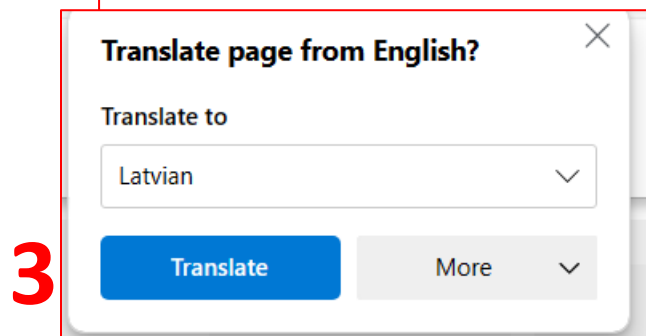 Translate page from English?
Translate to
Latvian
3
Translate
More